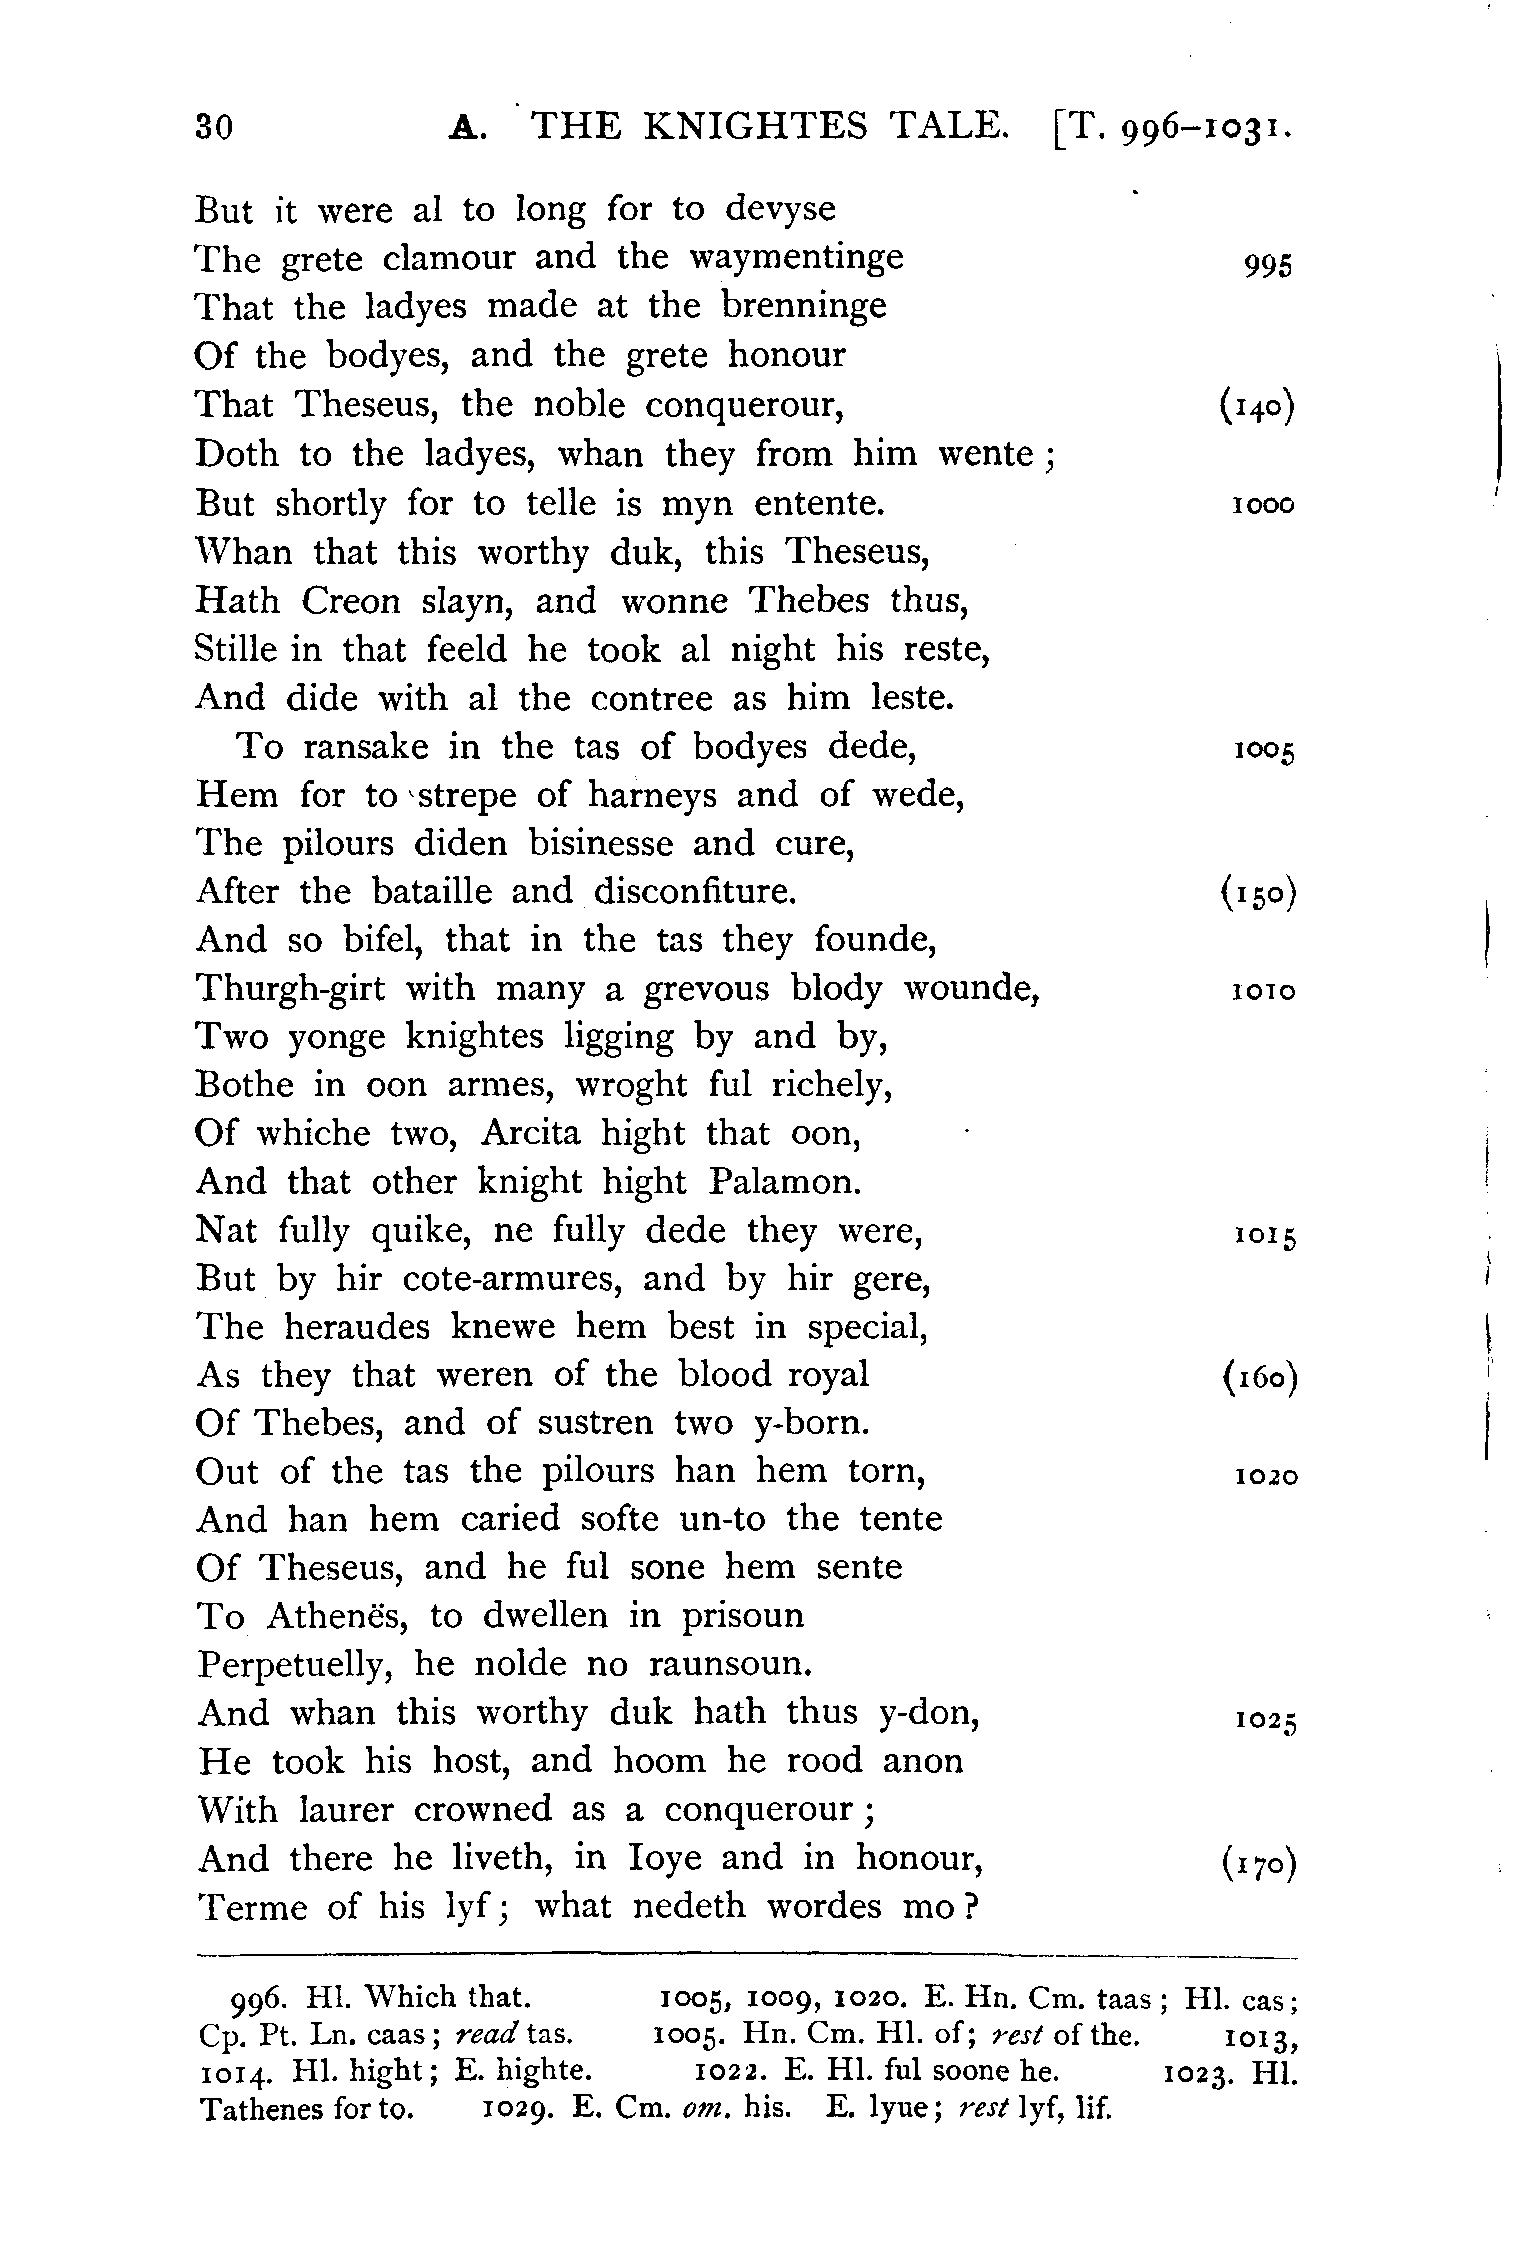 30 A. THE KNIGHTES TALE. [T. 996–1031.
But it were al to long for to devyse
The grete clamour and the waymentinge 995
That the ladyes made at the brenninge
Of the bodyes, and the grete honour
That Theseus, the noble conquerour, (140)
Doth to the ladyes, whan they from him wente ;
But shortly for to telle is myn entente. 1000
Whan that this worthy duk, this Theseus,
Hath Creon slayn, and wonne Thebes thus,
Stille in that feeld he took al night his reste,
And dide with al the contree as him leste.
To ransake in the tas of bodyes dede, 1005
Hem for to strepe of harneys and of wede,
The pilours diden bisinesse and cure,
After the bataille and disconfiture. (150)
And so bifel, that in the tas they founde,
Thurgh-girt with many a grevous blody wounde, 1010
Two yonge knightes ligging by and by,
Bothe in oon armes, wroght ful richely,
Of whiche two, Arcita hight that oon,
And that other knight hight Palamon.
Nat fully quike, ne fully dede they were, 1015
But by hir cote-armures, and by hir gere,
The heraudes knewe hem best in special,
As they that weren of the blood royal (160)
Of Thebes, and of sustren two y-born.
Out of the tas the pilours han hem torn, 1020
And han hem caried softe un-to the tente
Of Theseus, and he ful sone hem sente
To Athenës, to dwellen in prisoun
Perpetuelly, he nolde no raunsoun.
And whan this worthy duk hath thus y-don, 1025
He took his host, and hoom he rood anon
With laurer crowned as a conquerour ;
And there he liveth, in Ioye and in honour, (170)
Terme of his lyf ; what nedeth wordes mo ?
996. Hl. Which that. 1005, 1009, 1020. E. Hn. Cm. taas ; Hl. cas ;
Cp. Pt. Ln. caas ; read tas. 1005. Hn. Cm. Hl. of; rest of the. 1013,
1014. Hl. hight ; E. highte. 1022. E. Hl. ful soone he. 1023. Hl.
Tathenes for to. 1029. E. Cm. om. his. E. lyue ; rest lyf, lif.